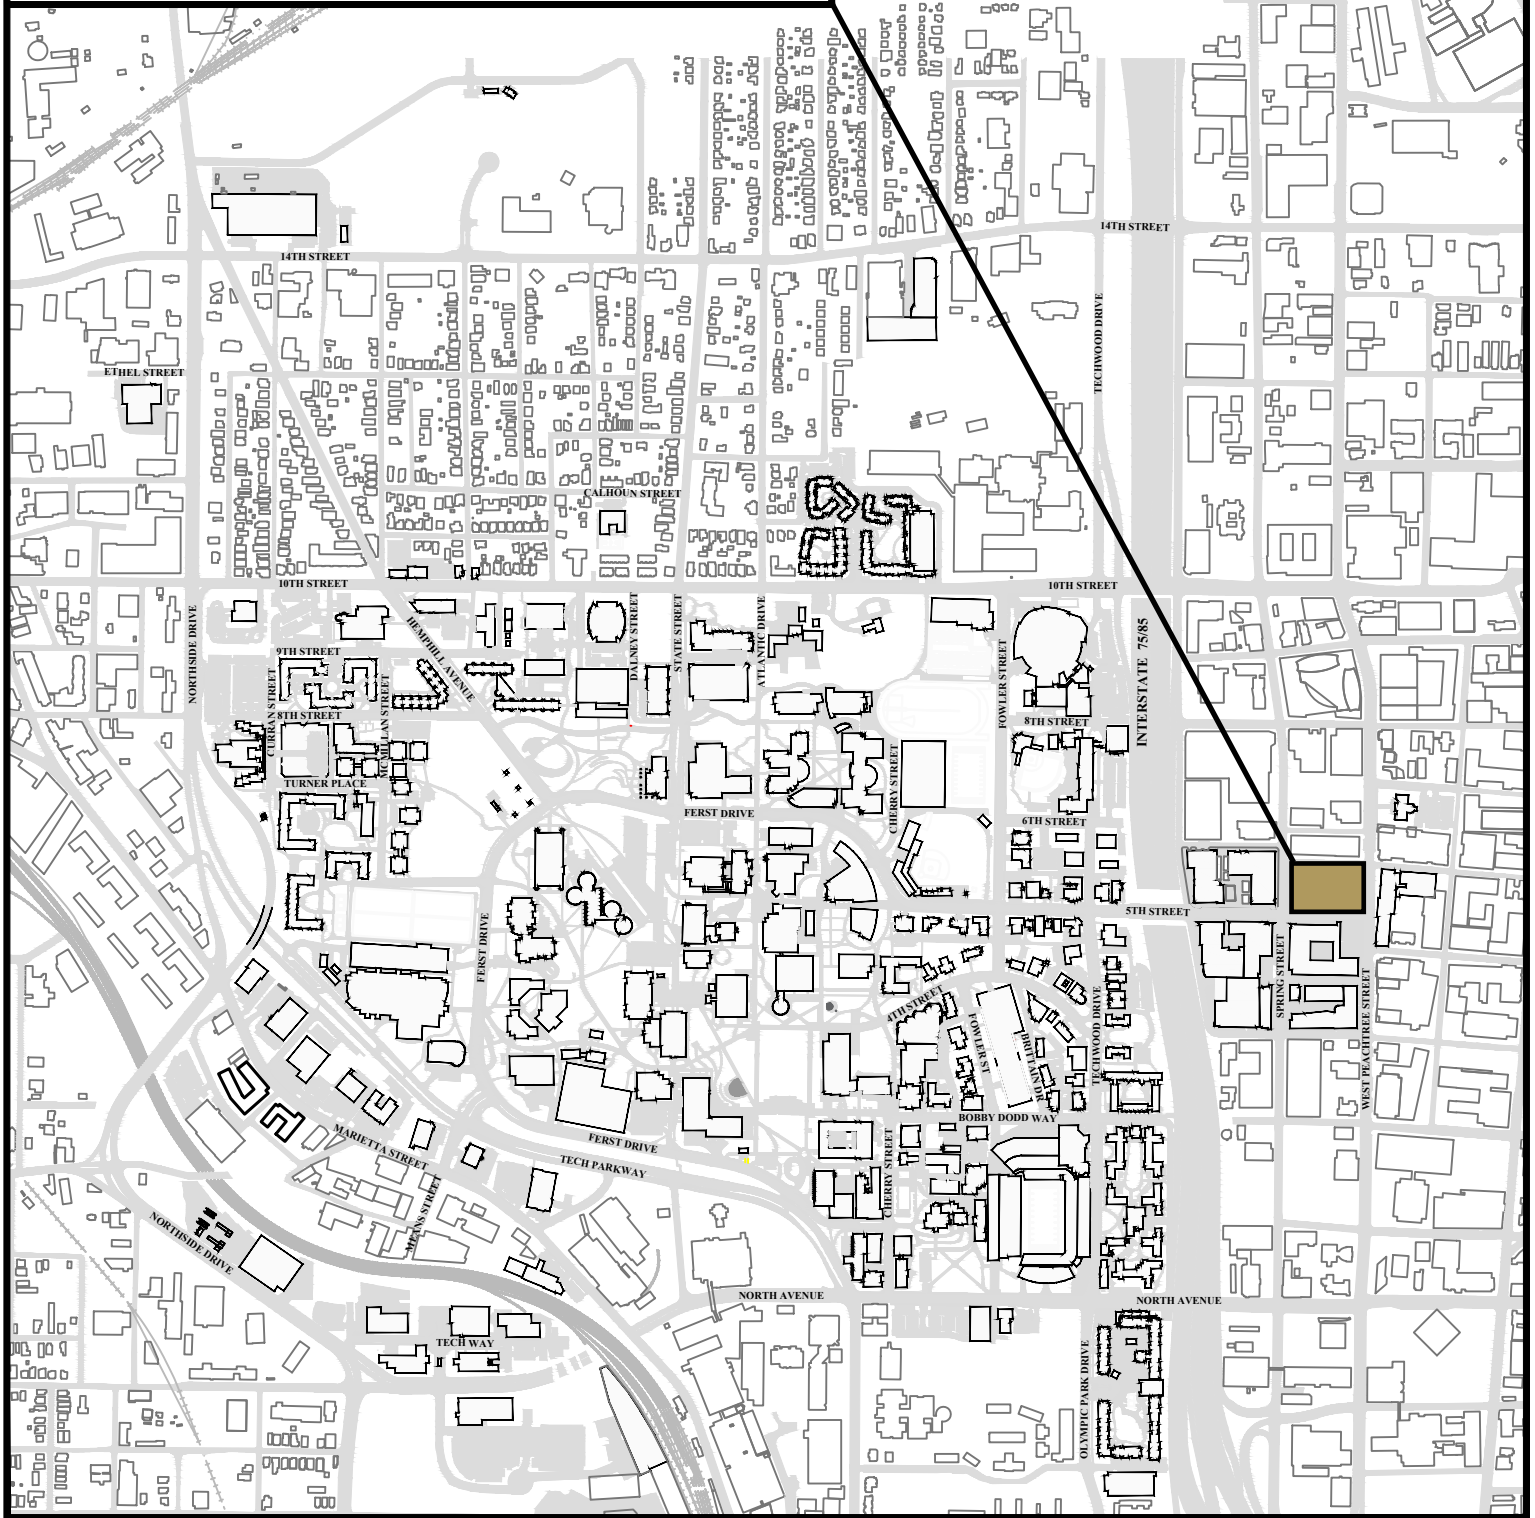 14TH STREET
14TH STREET
TECHWOOD DRIVE
ETHEL STREET
CALHOUN STREET
10TH STREET
10TH STREET
NORTHSIDE DRIVE
HEMPHILL AVENUE
DALNEY STREET
STATE STREET
ATLANTIC DRIVE
FOWLER STREET
INTERSTATE 75/85
9TH STREET
CURRAN STREET
8TH STREET
MCMILLAN STREET
8TH STREET
TURNER PLACE
CHERRY STREET
FERST DRIVE
6TH STREET
5TH STREET
FERST DRIVE
SPRING STREET
WEST PEACHTREE STREET
4TH STREET
FOWLER ST
BRITTAIN DR
TECHWOOD DRIVE
BOBBY DODD WAY
MARIETTA STREET
FERST DRIVE
TECH PARKWAY
CHERRY STREET
MEANS STREET
NORTHSIDE DRIVE
NORTH AVENUE
NORTH AVENUE
TECH WAY
OLYMPIC PARK DRIVE